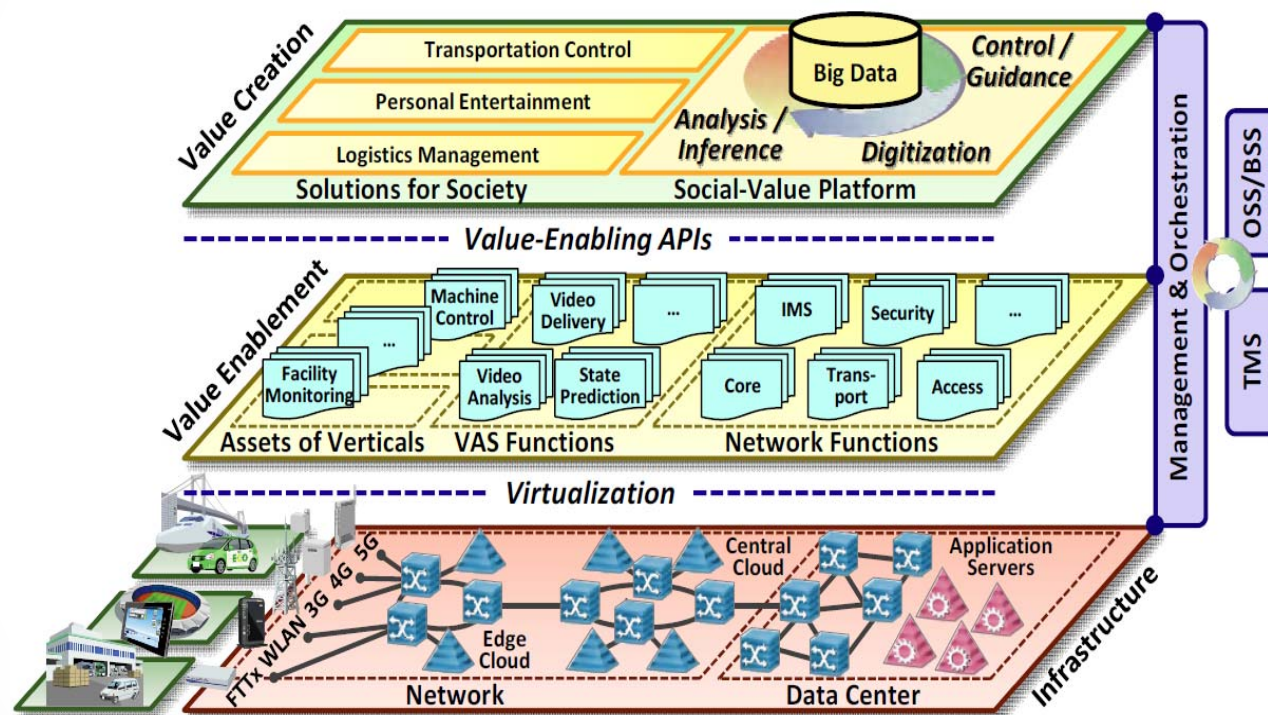 Value Creation
Transportation Control
Personal Entertainment
Logistics Management
Solutions for Society
Big Data
Control /
Guidance
Analysis /
Inference
Digitization
Social-Value Platform
Value-Enabling APIs
Value Enablement
Machine
Control
...
Facility
Monitoring
Assets of Verticals
Video
Delivery
...
Video
Analysis
State
Prediction
VAS Functions
IMS
Security
...
Core
Trans-
port
Access
Network Functions
Virtualization
5G
4G
3G
WLAN
FTTx
Edge
Cloud
Central
Cloud
Network
Application
Servers
Data Center
Infrastructure
Management & Orchestration
OSS/BSS
TMS